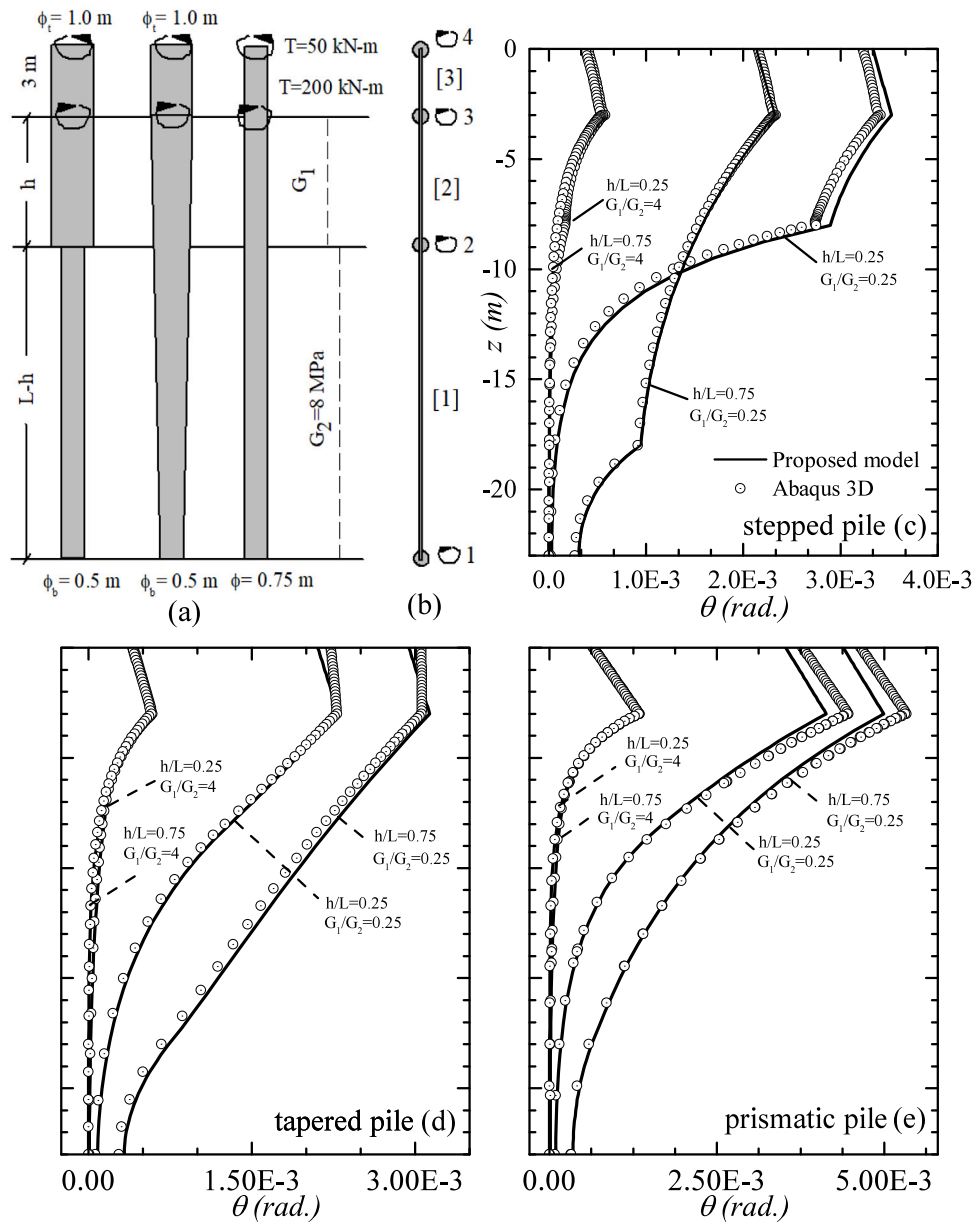 ϕt= 1.0 m
ϕt= 1.0 m
T=50 kN-m
T=200 kN-m
3 m
h
L-h
G1
G2=8 MPa
ϕb= 0.5 m
ϕb= 0.5 m
ϕ= 0.75 m
(a)
4
[3]
3
[2]
2
[1]
1
(b)
0
-5
-10
-15
-20
z (m)
h/L=0.25
G1/G2=4
h/L=0.75
G1/G2=4
h/L=0.25
G1/G2=0.25
h/L=0.75
G1/G2=0.25
Proposed model
Abaqus 3D
stepped pile (c)
0.0
1.0E-3
2.0E-3
3.0E-3
4.0E-3
θ (rad.)
h/L=0.25
G1/G2=4
h/L=0.75
G1/G2=4
h/L=0.75
G1/G2=0.25
h/L=0.25
G1/G2=0.25
tapered pile (d)
0.00
1.50E-3
3.00E-3
θ (rad.)
h/L=0.25
G1/G2=4
h/L=0.75
G1/G2=4
h/L=0.75
G1/G2=0.25
h/L=0.25
G1/G2=0.25
prismatic pile (e)
0.00
2.50E-3
5.00E-3
θ (rad.)